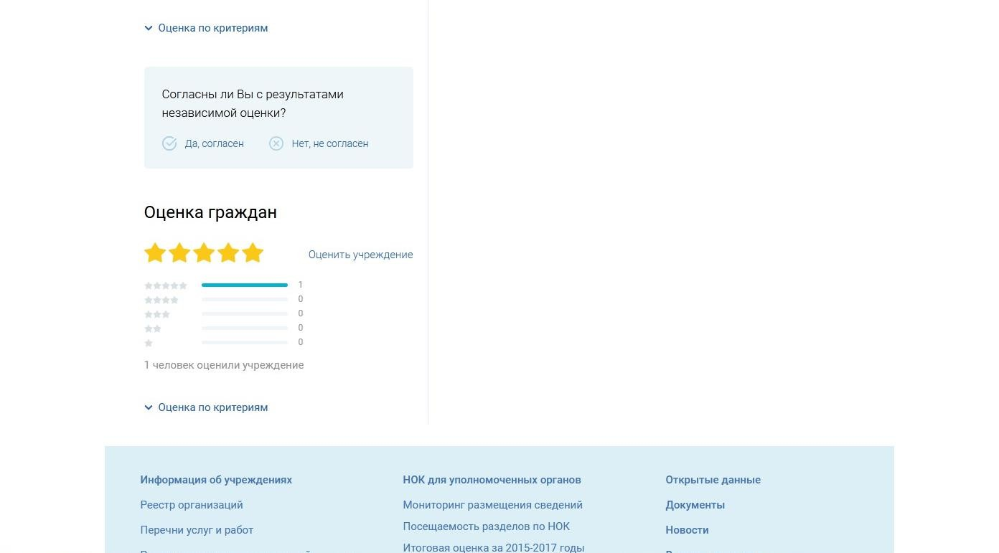 Оценка по критериям
Согласны ли Вы с результатами
независимой оценки?
Да, согласен
Нет, не согласен
Оценка граждан
Оценить учреждение
1
0
0
0
0
1 человек оценили учреждение
Оценка по критериям
Информация об учреждениях
Реестр организаций
Перечни услуг и работ
НОК для уполномоченных органов
Мониторинг размещения сведений
Посещаемость разделов по НОК
Итоговая оценка за 2015-2017 годы
Открытые данные
Документы
Новости